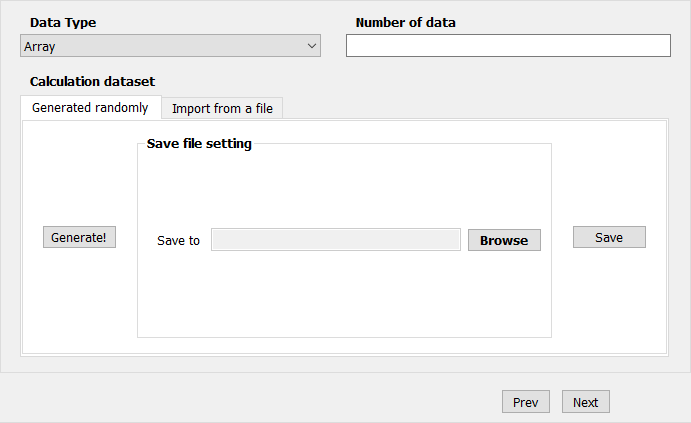 Data Type
Number of data
Array
Calculation dataset
Generated randomly
Import from a file
Save file setting
Generate!
Save to
Browse
Save
Prev
Next